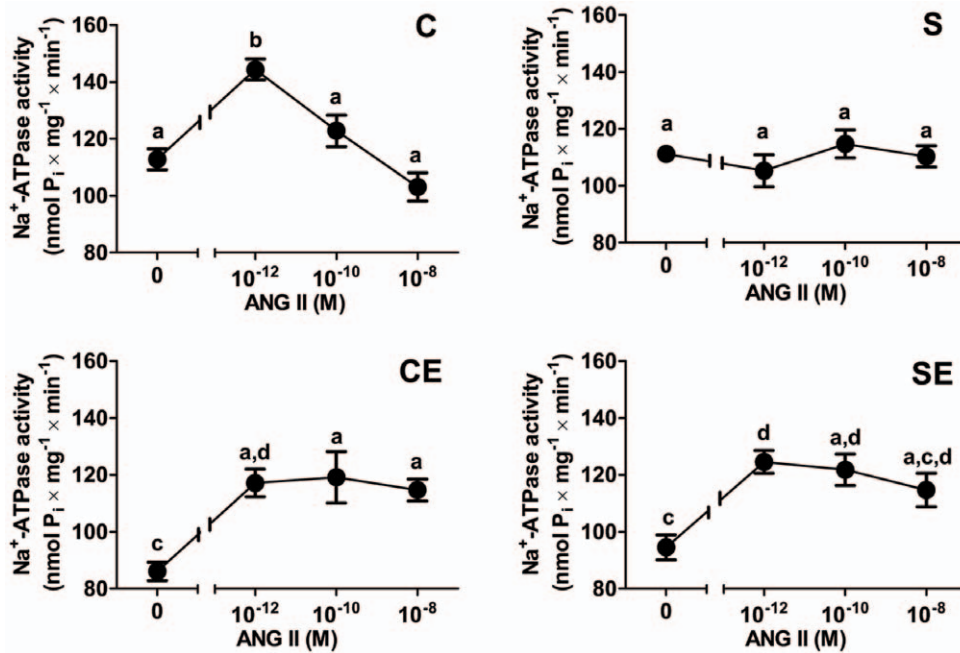 C
Na⁺-ATPase activity
(nmol Pᵢ × mg⁻¹ × min⁻¹)
160
140
120
100
80
a
b
a
a
0
10⁻¹²
10⁻¹⁰
10⁻⁸
ANG II (M)
S
Na⁺-ATPase activity
(nmol Pᵢ × mg⁻¹ × min⁻¹)
160
140
120
100
80
a
a
a
a
0
10⁻¹²
10⁻¹⁰
10⁻⁸
ANG II (M)
CE
Na⁺-ATPase activity
(nmol Pᵢ × mg⁻¹ × min⁻¹)
160
140
120
100
80
c
a,d
a
a
0
10⁻¹²
10⁻¹⁰
10⁻⁸
ANG II (M)
SE
Na⁺-ATPase activity
(nmol Pᵢ × mg⁻¹ × min⁻¹)
160
140
120
100
80
c
d
a,d
a,c,d
0
10⁻¹²
10⁻¹⁰
10⁻⁸
ANG II (M)